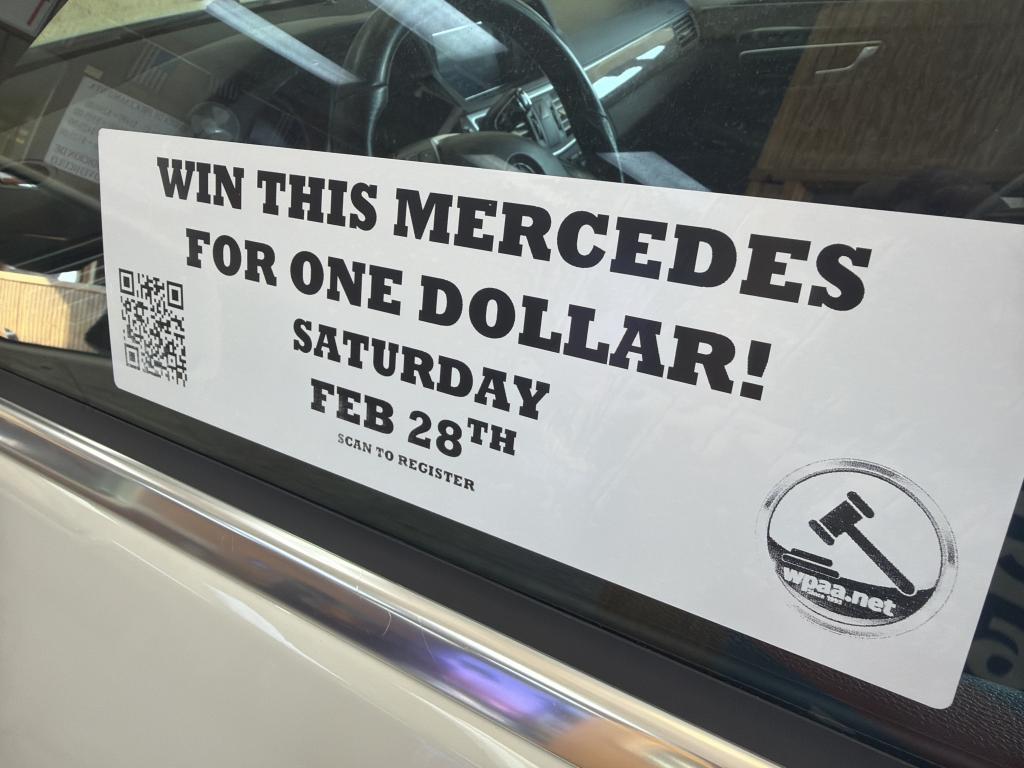 WIN THIS MERCEDES
FOR ONE DOLLAR!
SATURDAY
FEB 28TH
SCAN TO REGISTER
wpaa.net